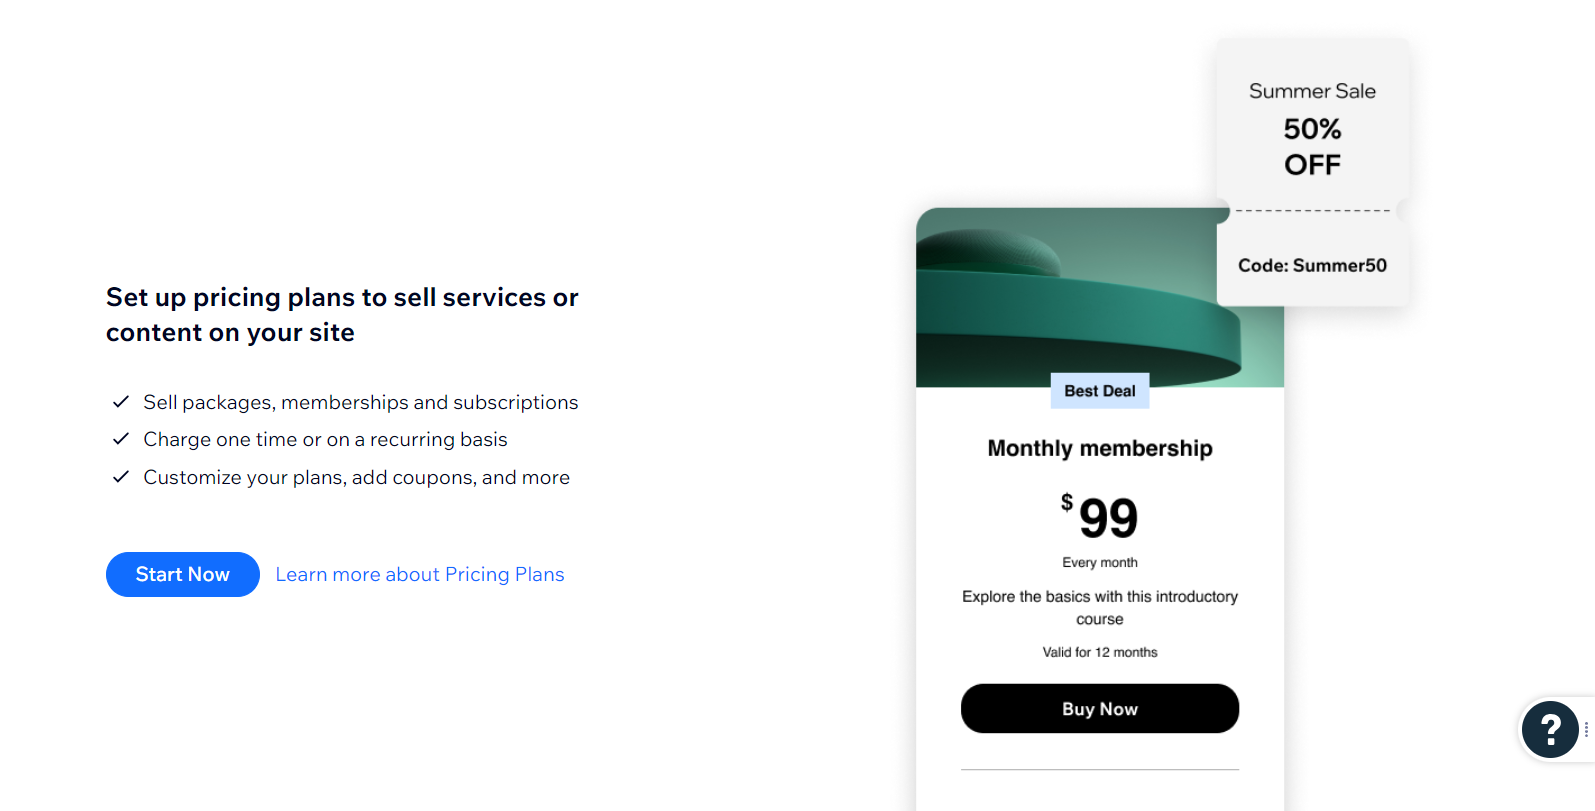 Set up pricing plans to sell services or
content on your site
Sell packages, memberships and subscriptions
Charge one time or on a recurring basis
Customize your plans, add coupons, and more
Start Now
Learn more about Pricing Plans
Summer Sale
50%
OFF
Code: Summer50
Best Deal
Monthly membership
$99
Every month
Explore the basics with this introductory
course
Valid for 12 months
Buy Now
?